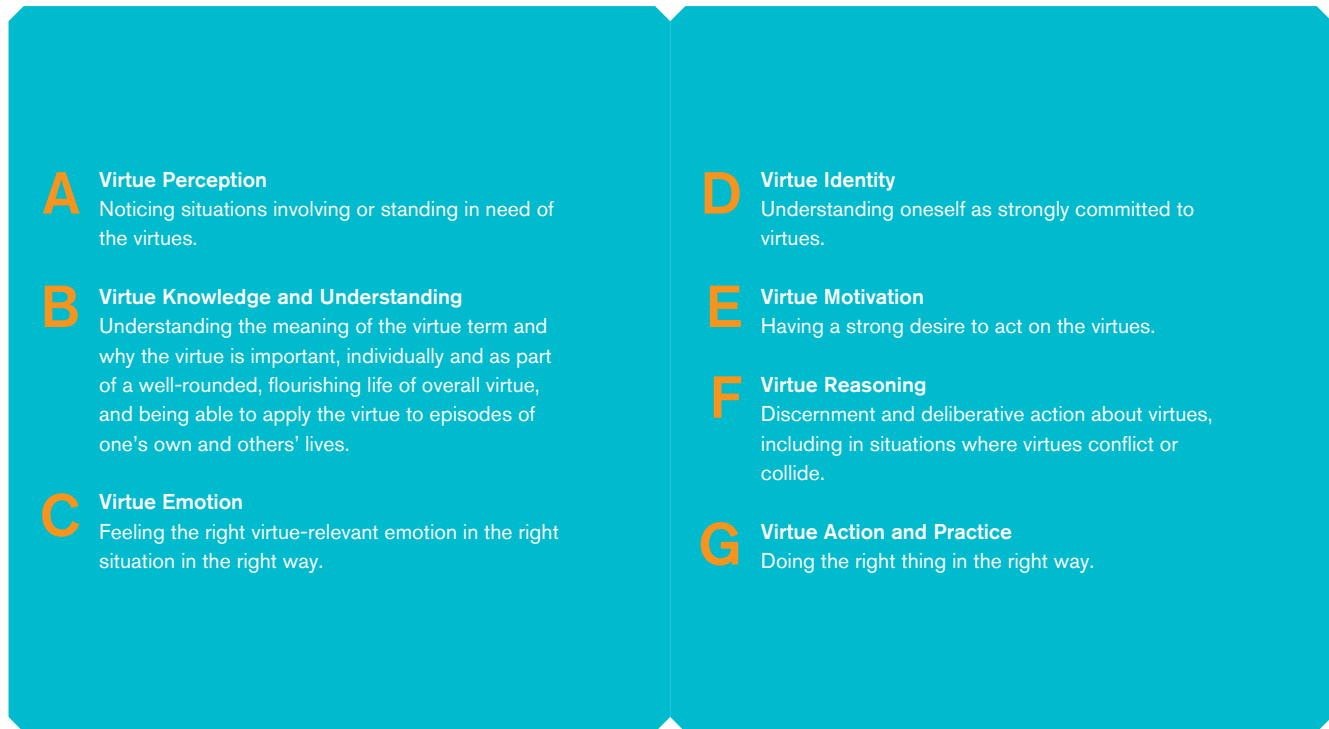 A
Virtue Perception
Noticing situations involving or standing in need of
the virtues.
B
Virtue Knowledge and Understanding
Understanding the meaning of the virtue term and
why the virtue is important, individually and as part
of a well-rounded, flourishing life of overall virtue,
and being able to apply the virtue to episodes of
one’s own and others’ lives.
C
Virtue Emotion
Feeling the right virtue-relevant emotion in the right
situation in the right way.
D
Virtue Identity
Understanding oneself as strongly committed to
virtues.
E
Virtue Motivation
Having a strong desire to act on the virtues.
F
Virtue Reasoning
Discernment and deliberative action about virtues,
including in situations where virtues conflict or
collide.
G
Virtue Action and Practice
Doing the right thing in the right way.